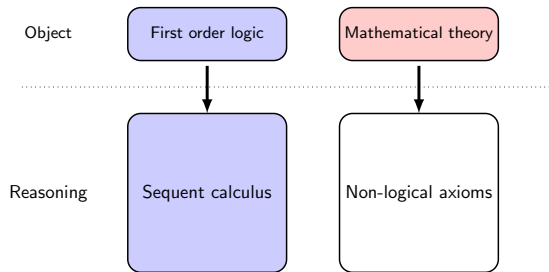 Object
First order logic
Mathematical theory
Reasoning
Sequent calculus
Non-logical axioms